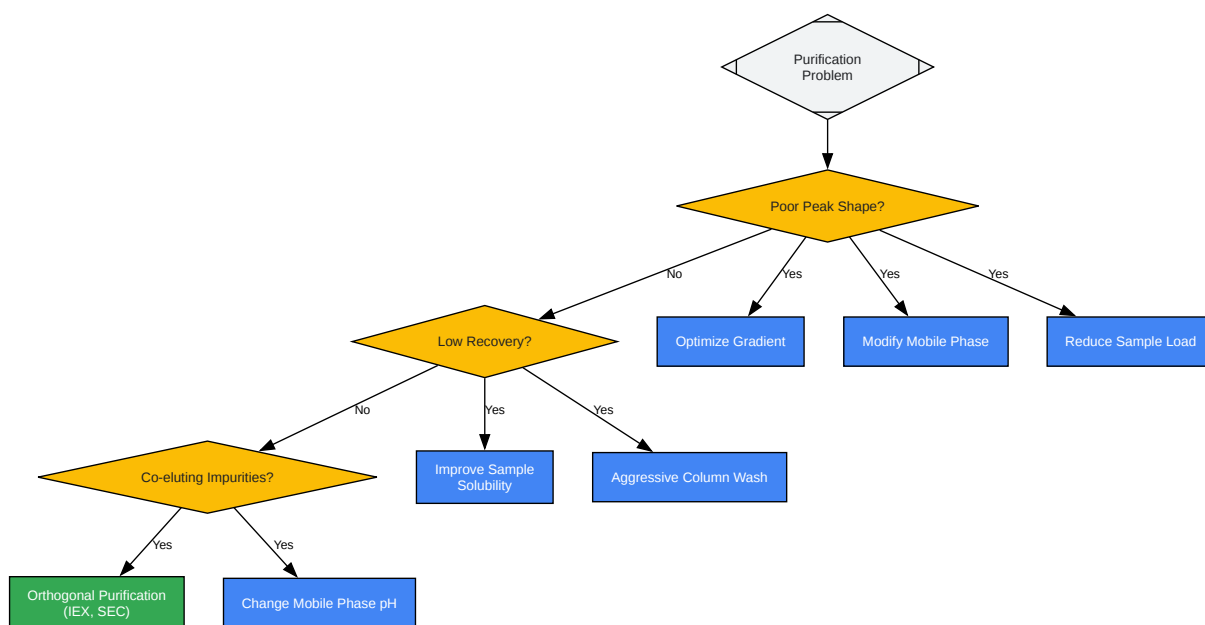 Purification
Problem
Poor Peak Shape?
No
Yes
Yes
Yes
Low Recovery?
Optimize Gradient
Modify Mobile Phase
Reduce Sample Load
No
Yes
Yes
Co-eluting Impurities?
Improve Sample
Solubility
Aggressive Column Wash
Yes
Yes
Orthogonal Purification
(IEX, SEC)
Change Mobile Phase pH